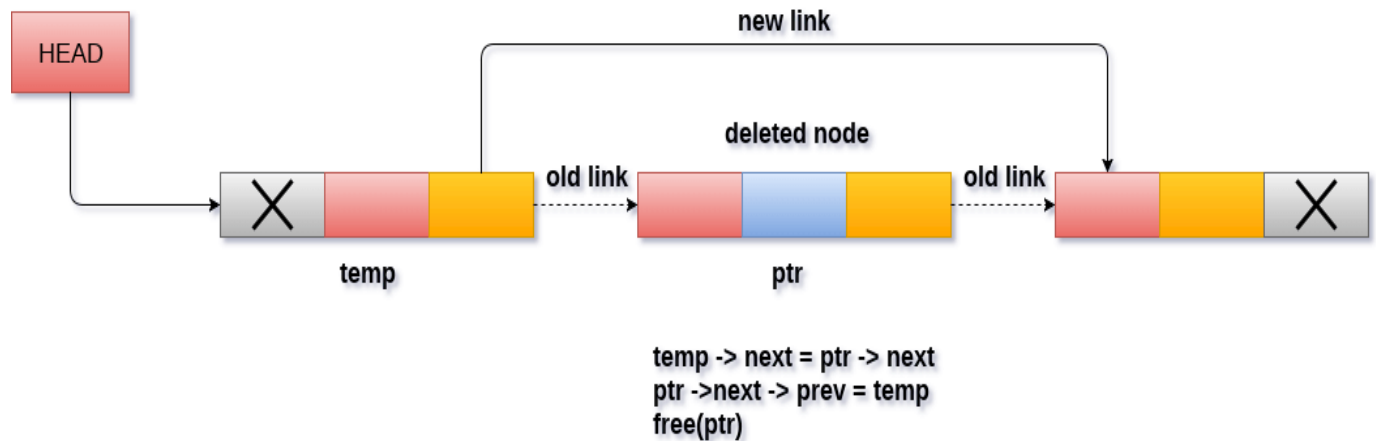 new link
HEAD
deleted node
old link
old link
X
X
temp
ptr
temp -> next = ptr -> next
ptr ->next -> prev = temp
free(ptr)